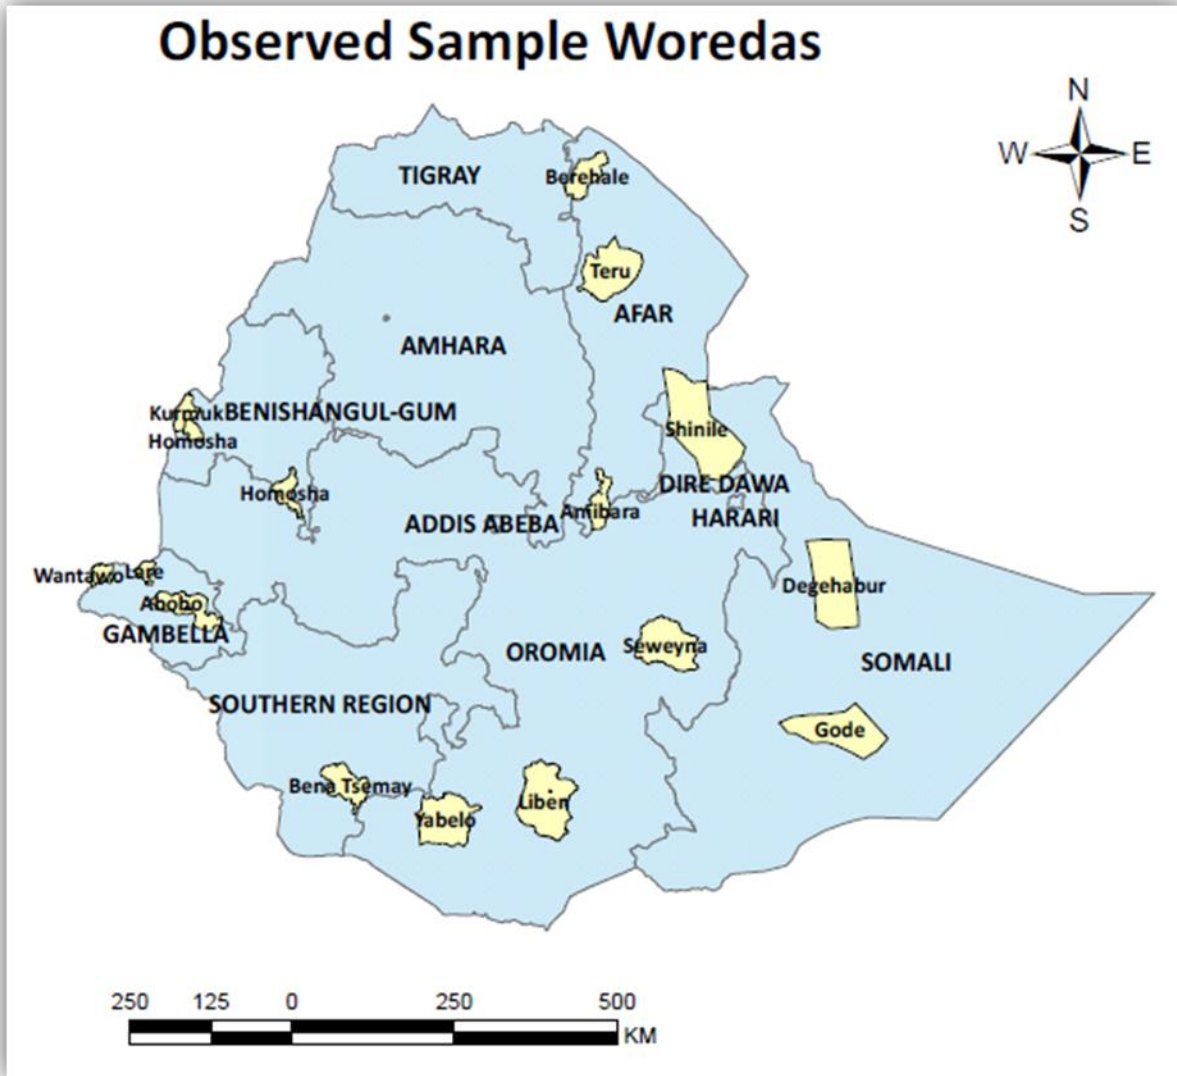 Observed Sample Woredas
N
W E
S
TIGRAY
Berehale
Teru
AFAR
AMHARA
Kurmuk
BENISHANGUL-GUM
Homosha
Shinile
Homosha
DIRE DAWA
ADDIS ABEBA
Amibara
HARARI
Wantawo
Lare
Abobo
GAMBELLA
Degehabur
OROMIA
Seweyna
SOMALI
SOUTHERN REGION
Gode
Bena Tsemay
Yabelo
Liben
250 125 0 250 500
KM